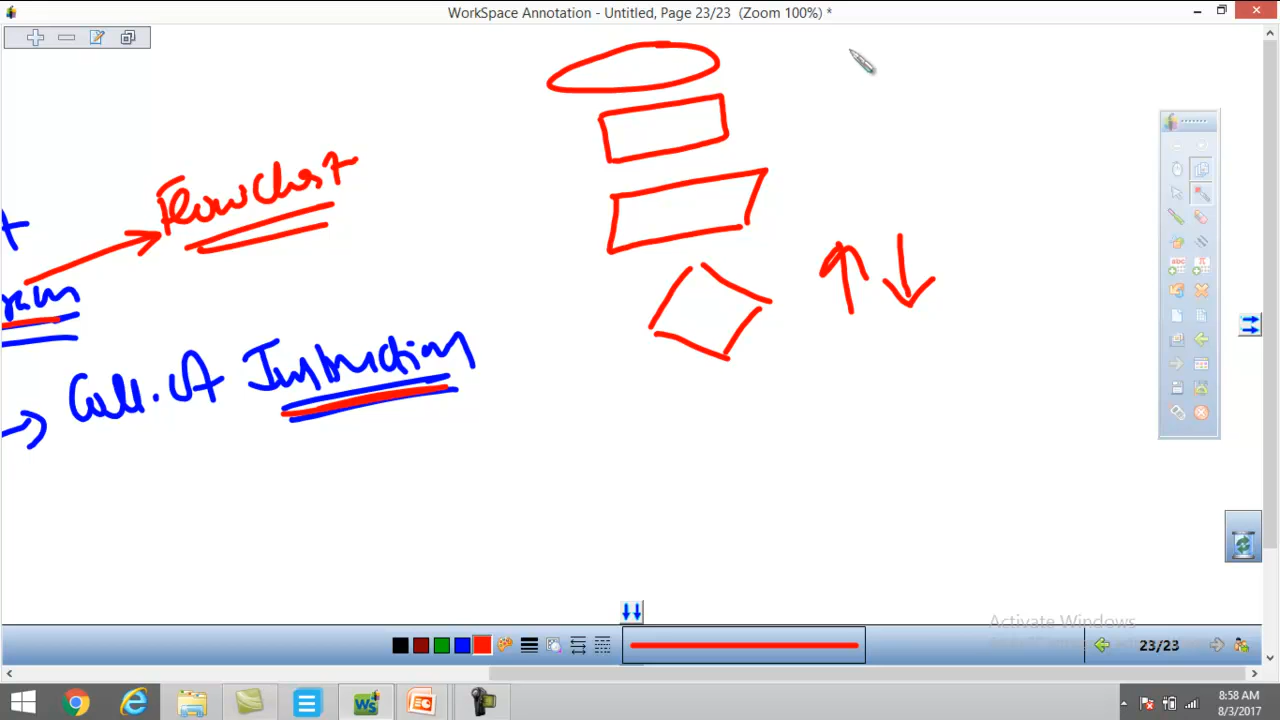 WorkSpace Annotation - Untitled, Page 23/23 (Zoom 100%) *
Flowchart
ram
Coll. of Instruction
Activate Windows
23/23
8:58 AM
8/3/2017